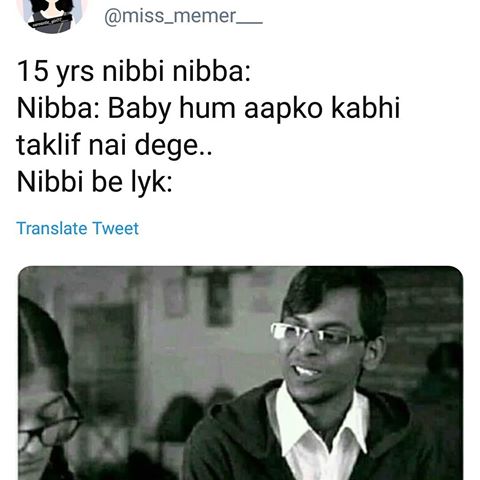 @miss_memer___
15 yrs nibbi nibba:
Nibba: Baby hum aapko kabhi
taklif nai dege..
Nibbi be lyk:
Translate Tweet